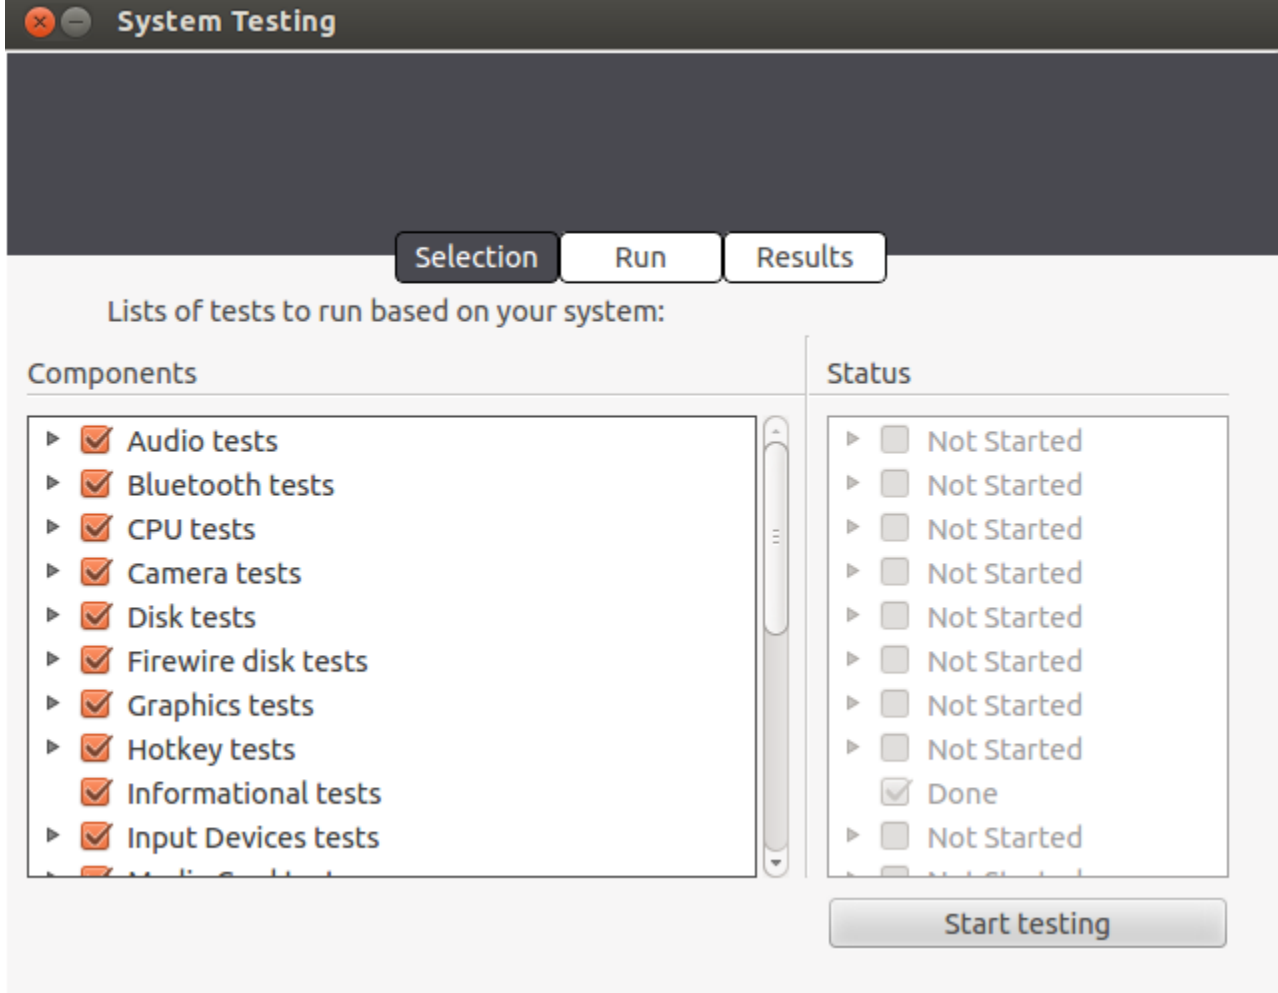 System Testing
Selection Run Results
Lists of tests to run based on your system:
Components Status
Audio tests Not Started
Bluetooth tests Not Started
CPU tests Not Started
Camera tests Not Started
Disk tests Not Started
Firewire disk tests Not Started
Graphics tests Not Started
Hotkey tests Not Started
Informational tests Done
Input Devices tests Not Started
Start testing